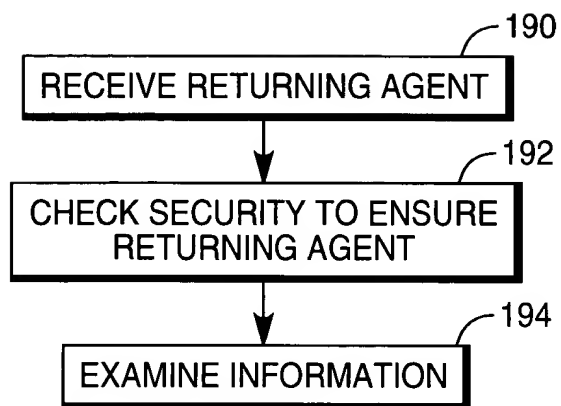 190
RECEIVE RETURNING AGENT
192
CHECK SECURITY TO ENSURE
RETURNING AGENT
194
EXAMINE INFORMATION